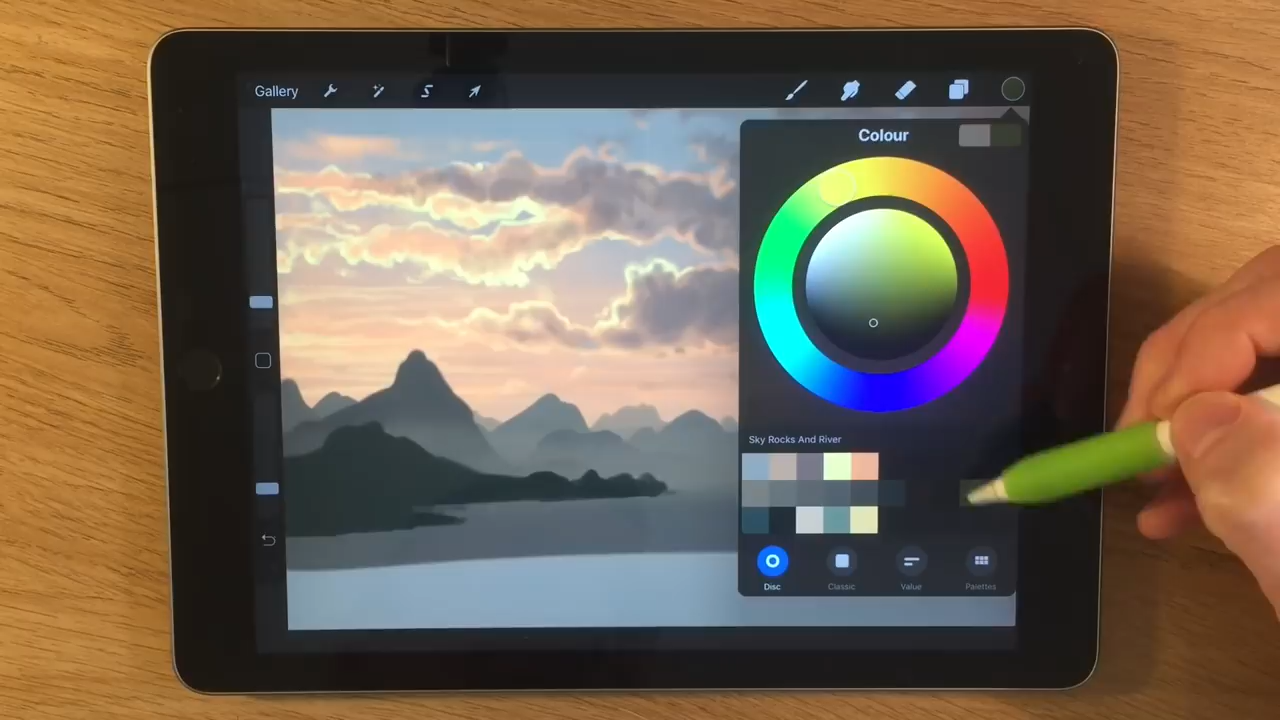 Gallery
Colour
Sky Rocks And River
Disc
Classic
Value
Palettes